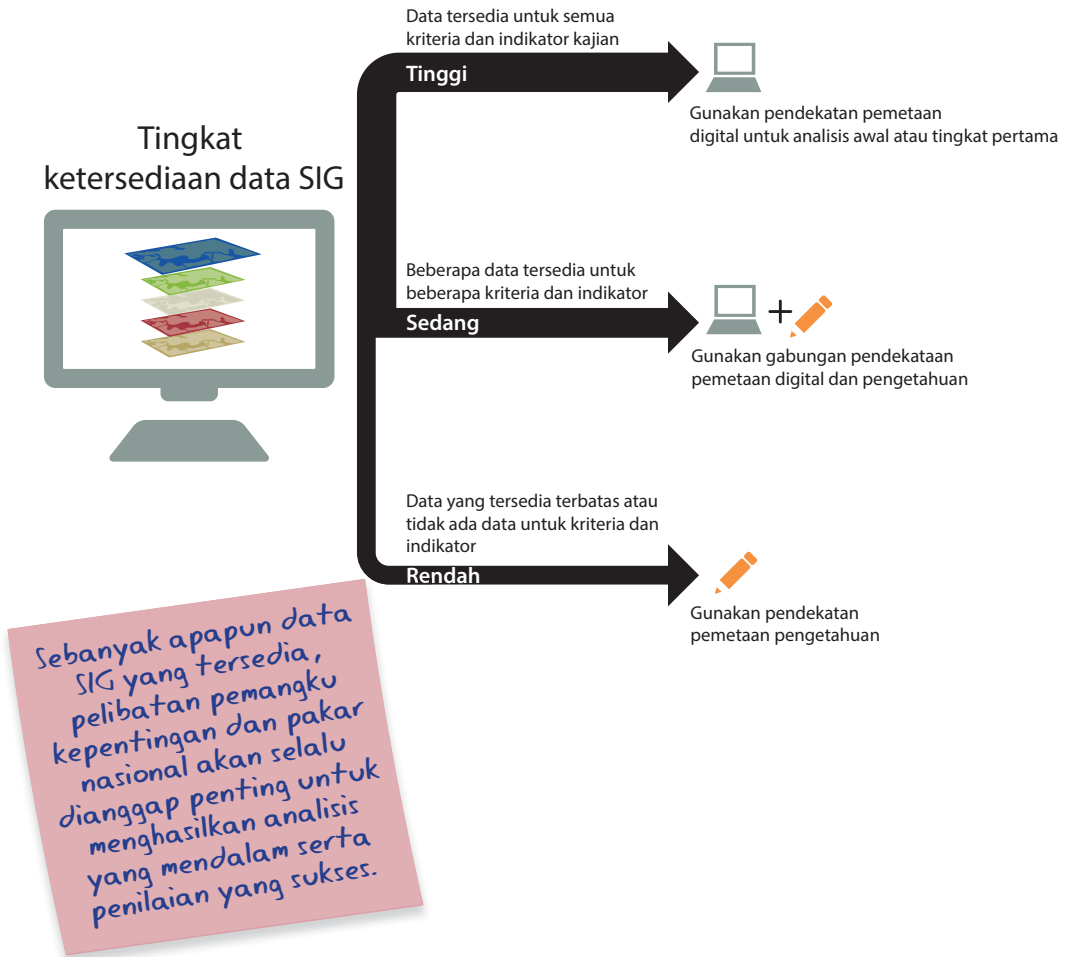 Tingkat
ketersediaan data SIG
Data tersedia untuk semua
kriteria dan indikator kajian
Tinggi
Gunakan pendekatan pemetaan
digital untuk analisis awal atau tingkat pertama
Beberapa data tersedia untuk
beberapa kriteria dan indikator
Sedang
+
Gunakan gabungan pendekataan
pemetaan digital dan pengetahuan
Data yang tersedia terbatas atau
tidak ada data untuk kriteria dan
indikator
Rendah
Gunakan pendekatan
pemetaan pengetahuan
Sebanyak apapun data
SIG yang tersedia,
pelibatan pemangku
kepentingan dan pakar
nasional akan selalu
dianggap penting untuk
menghasilkan analisis
yang mendalam serta
penilaian yang sukses.